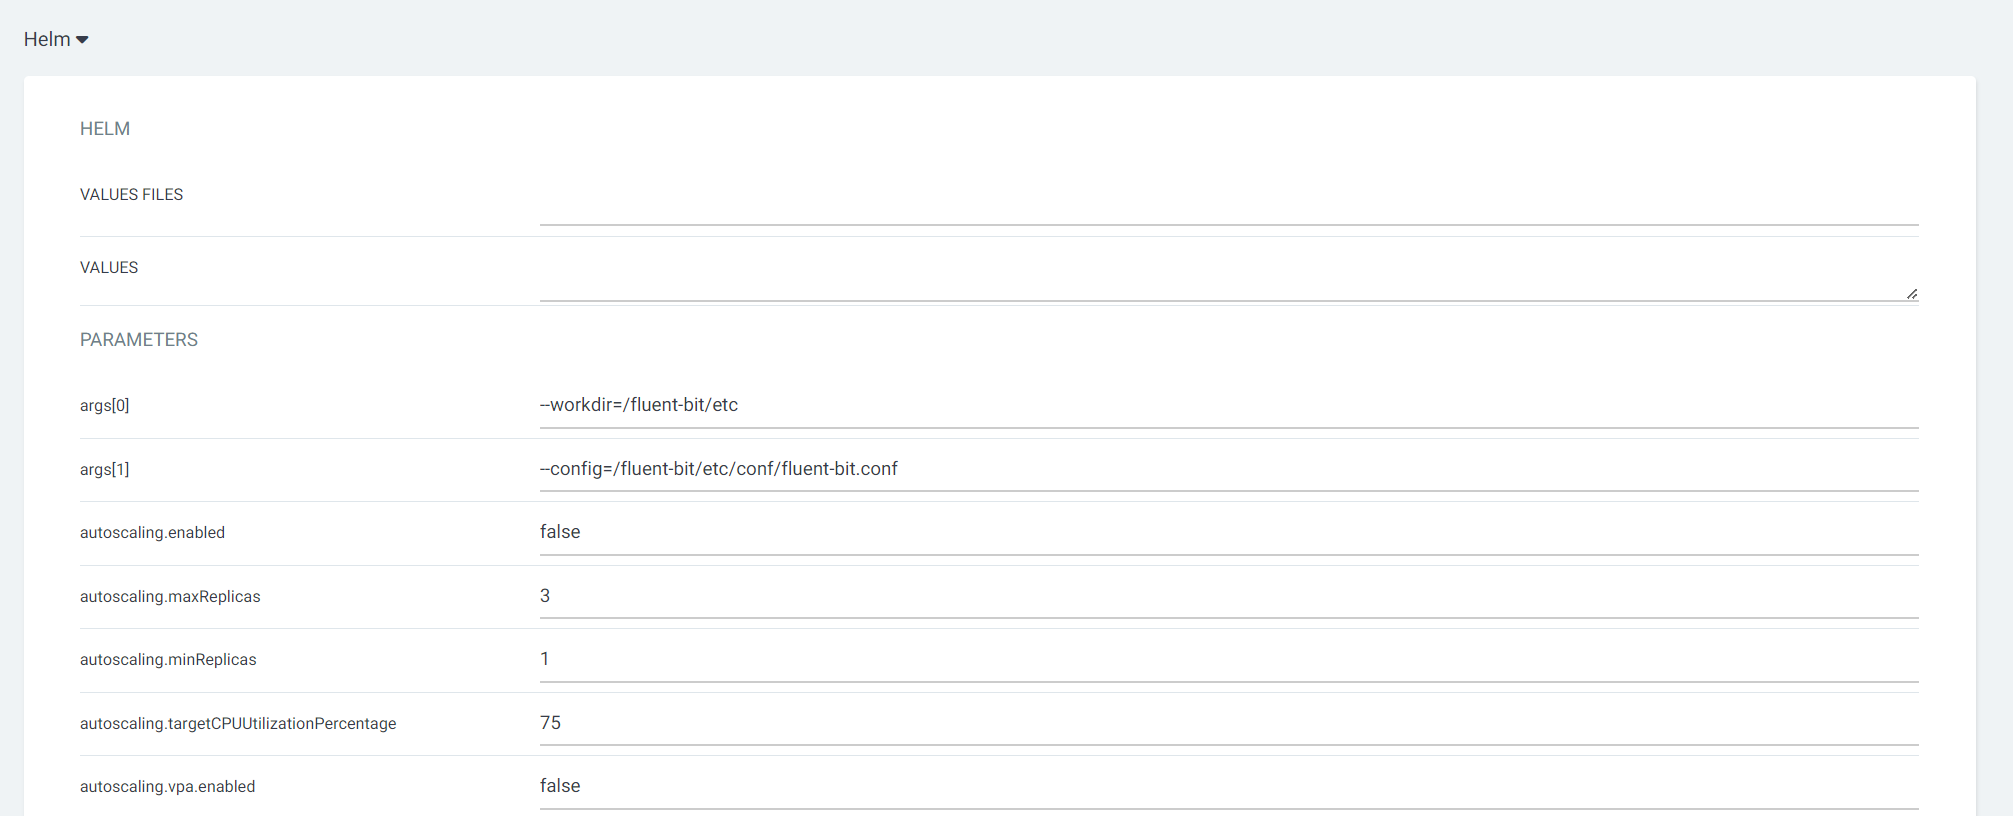 Helm
HELM
VALUES FILES
VALUES
PARAMETERS
args[0] --workdir=/fluent-bit/etc
args[1] --config=/fluent-bit/etc/conf/fluent-bit.conf
autoscaling.enabled false
autoscaling.maxReplicas 3
autoscaling.minReplicas 1
autoscaling.targetCPUUtilizationPercentage 75
autoscaling.vpa.enabled false